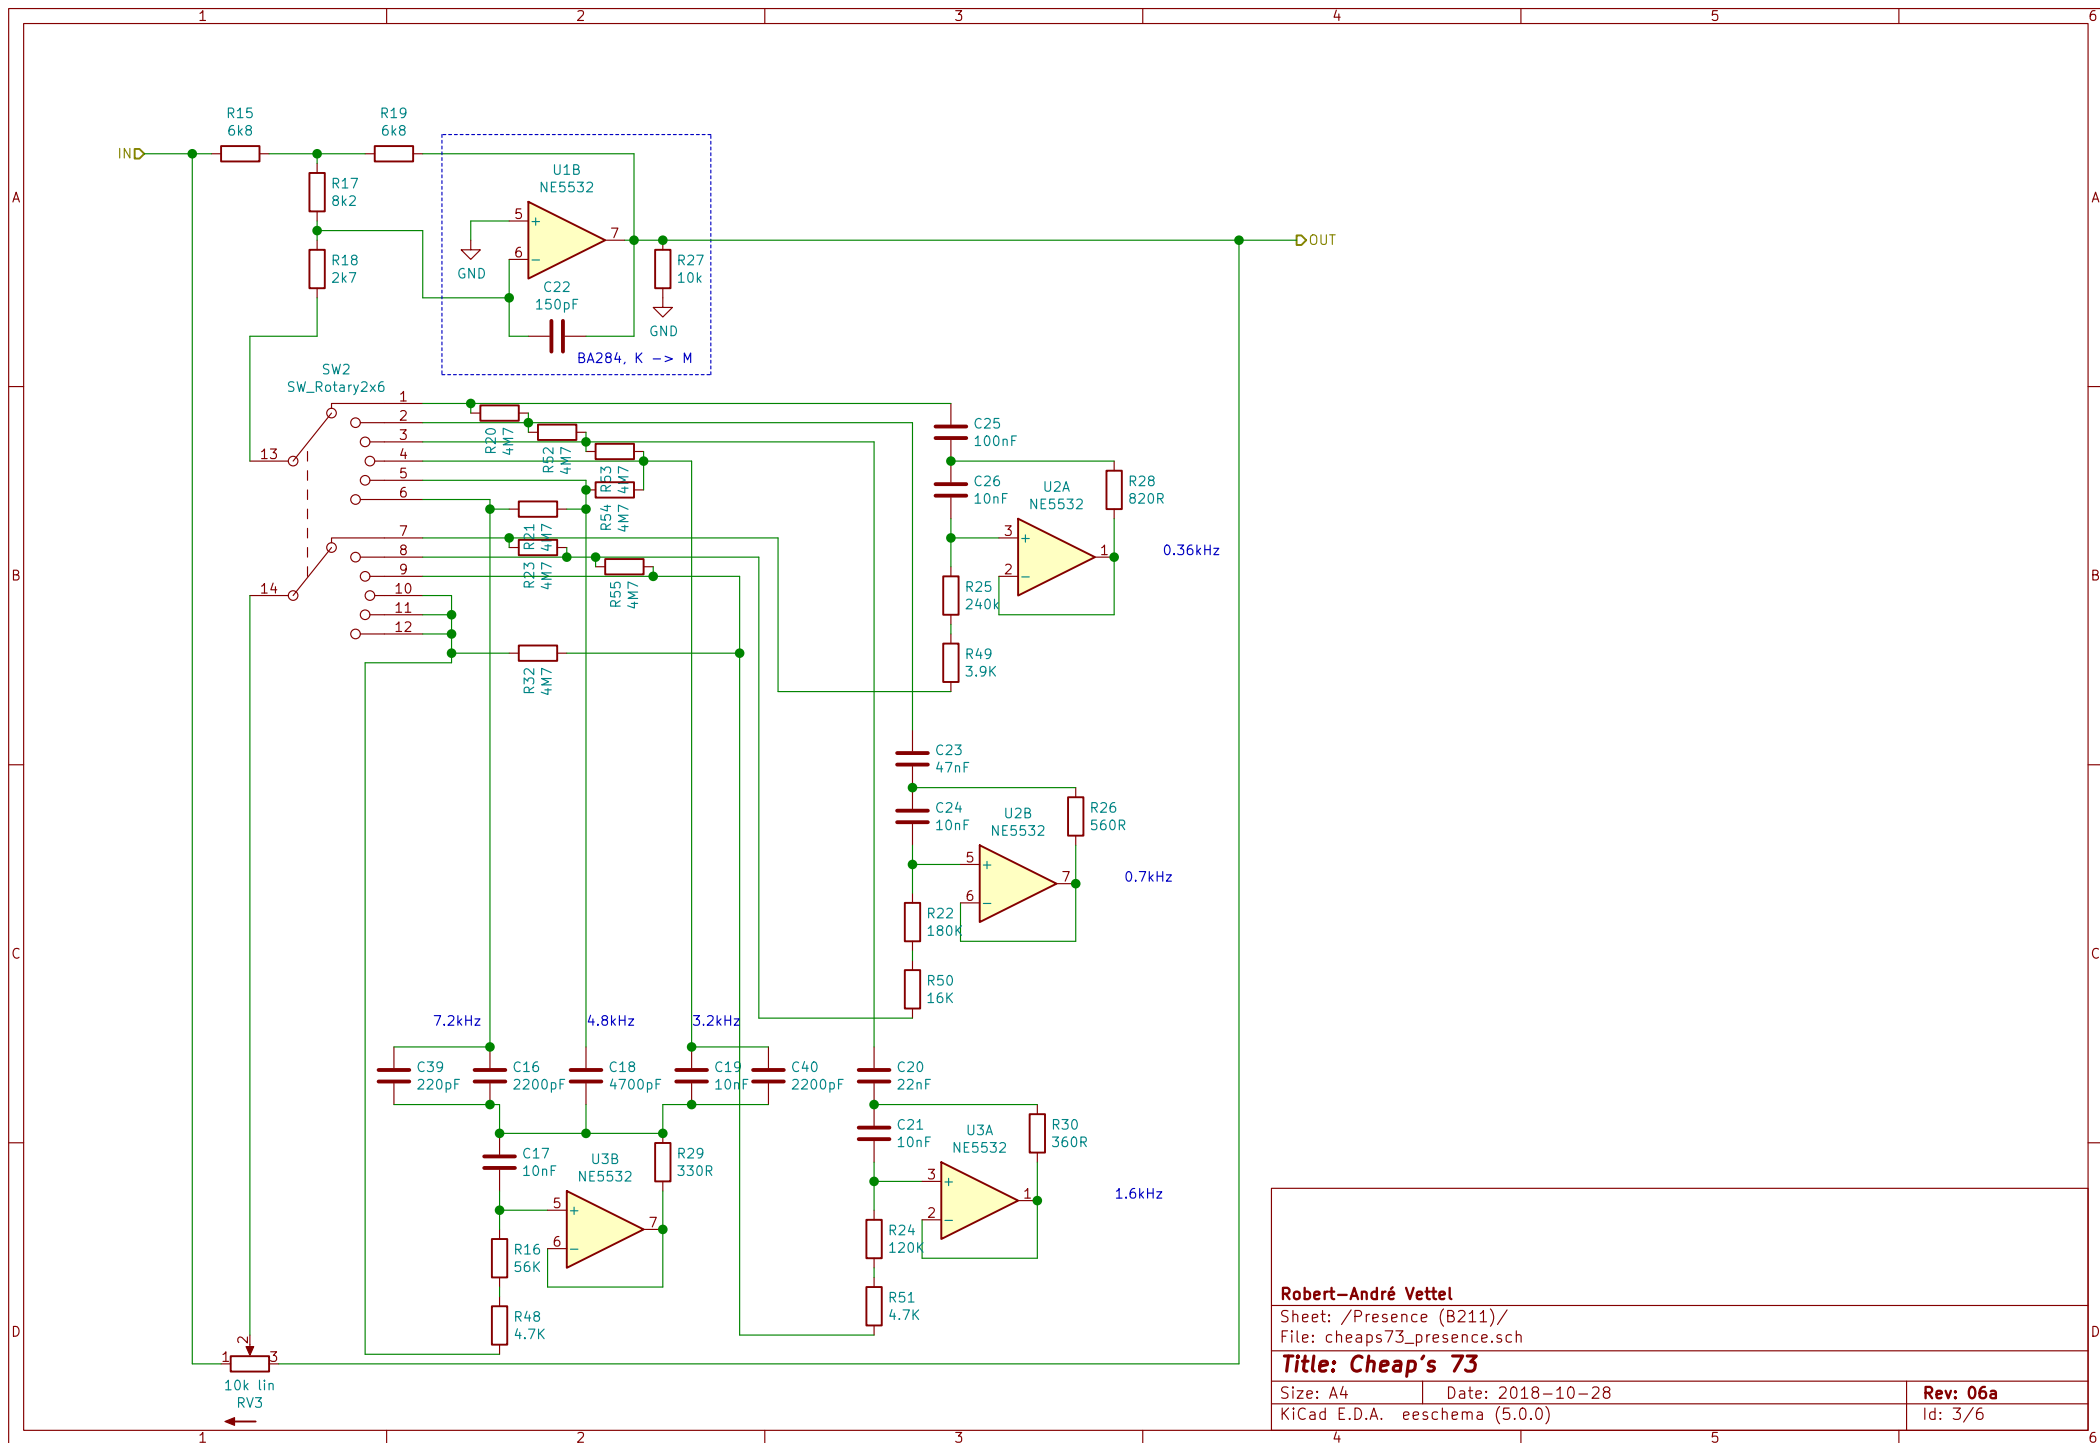 1 2 3 4 5 6
A A
B B
C C
D D
R15
6k8
R19
6k8
IN
R17
8k2
R18
2k7
U1B
NE5532
5
+
6
−
7
GND
C22
150pF
R27
10k
GND
BA284, K -> M
OUT
SW2
SW_Rotary2x6
1
2
3
4
5
6
7
8
9
10
11
12
13
14
R20
4M7
R52
4M7
R53
4M7
R54
4M7
R21
4M7
R23
4M7
R55
4M7
R32
4M7
C25
100nF
C26
10nF
U2A
NE5532
3
+
2
−
1
R28
820R
0.36kHz
R25
240k
R49
3.9K
C23
47nF
C24
10nF
U2B
NE5532
5
+
6
−
7
R26
560R
0.7kHz
R22
180K
R50
16K
7.2kHz
4.8kHz
3.2kHz
C39
220pF
C16
2200pF
C18
4700pF
C19
10nF
C40
2200pF
C20
22nF
C17
10nF
U3B
NE5532
5
+
6
−
7
R29
330R
R16
56K
R48
4.7K
C21
10nF
U3A
NE5532
3
+
2
−
1
R30
360R
1.6kHz
R24
120K
R51
4.7K
2
1
3
10k lin
RV3
Robert-André Vettel
Sheet: /Presence (B211)/
File: cheaps73_presence.sch
Title: Cheap's 73
Size: A4 Date: 2018-10-28 Rev: 06a
KiCad E.D.A. eeschema (5.0.0) Id: 3/6
1 2 3 4 5 6